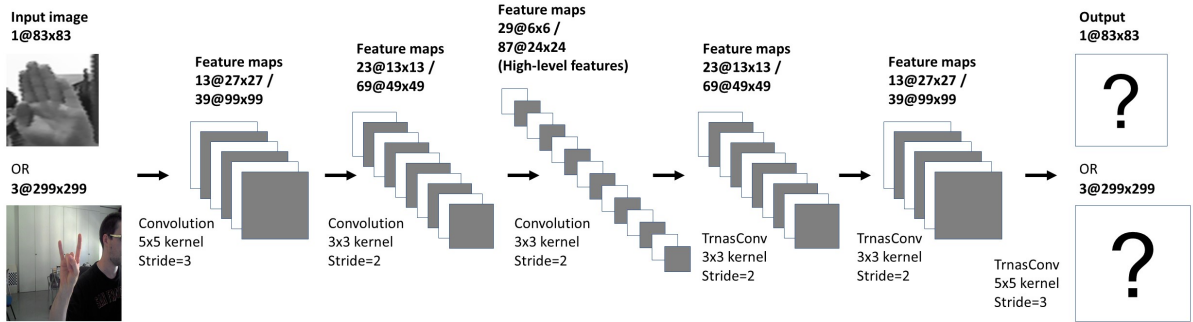 Input image
1@83x83
OR
3@299x299
Feature maps
13@27x27 /
39@99x99
Convolution
5x5 kernel
Stride=3
Feature maps
23@13x13 /
69@49x49
Convolution
3x3 kernel
Stride=2
Feature maps
29@6x6 /
87@24x24
(High-level features)
Convolution
3x3 kernel
Stride=2
Feature maps
23@13x13 /
69@49x49
TrnasConv
3x3 kernel
Stride=2
Feature maps
13@27x27 /
39@99x99
TrnasConv
3x3 kernel
Stride=2
TrnasConv
5x5 kernel
Stride=3
Output
1@83x83
?
OR
3@299x299
?